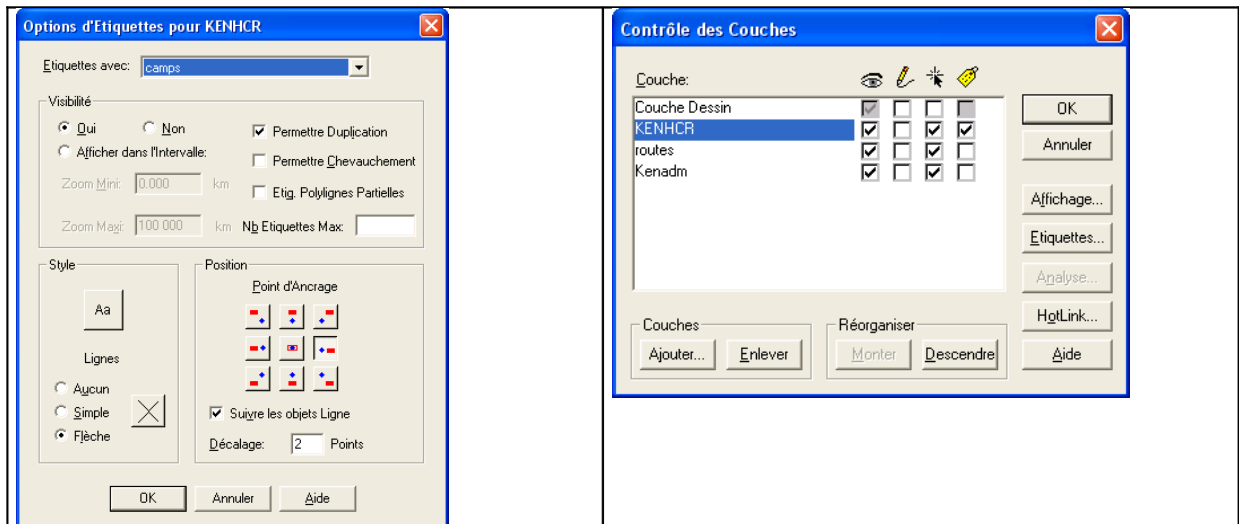 Options d'Etiquettes pour KENHCR
Etiquettes avec: camps
Visibilité
Oui Non
Afficher dans l'Intervalle:
Zoom Mini: 0.000 km
Zoom Maxi: 100 000 km
Permettre Duplication
Permettre Chevauchement
Etiq. Polylignes Partielles
Nb Etiquettes Max:
Style
Aa
Lignes
Aucun
Simple
Flèche
Position
Point d'Ancrage
Suivre les objets Ligne
Décalage: 2 Points
OK Annuler Aide
Contrôle des Couches
Couche:
Couche Dessin
KENHCR
routes
Kenadm
OK
Annuler
Affichage...
Etiquettes...
Analyse...
HotLink...
Aide
Couches
Ajouter... Enlever
Réorganiser
Monter Descendre